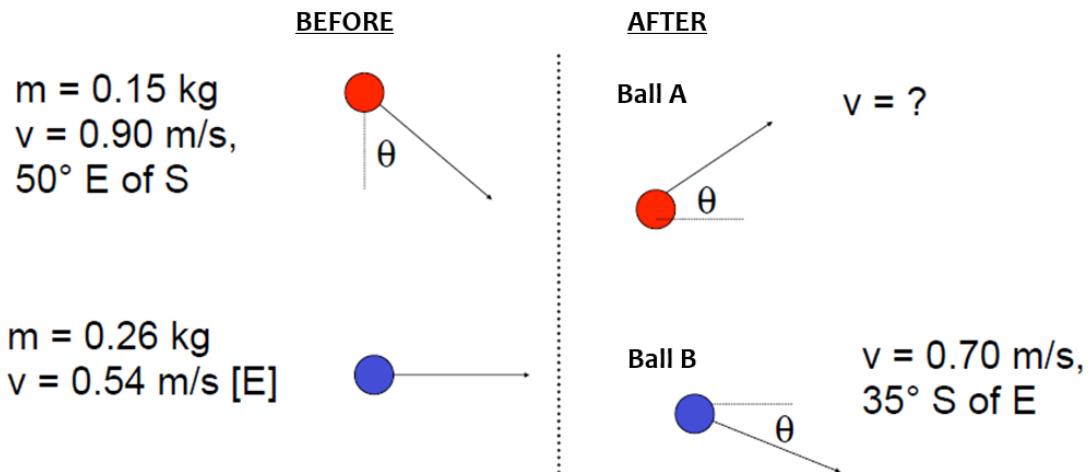 BEFORE
AFTER
m = 0.15 kg
v = 0.90 m/s,
50° E of S
θ
Ball A
v = ?
θ
m = 0.26 kg
v = 0.54 m/s [E]
Ball B
v = 0.70 m/s,
35° S of E
θ